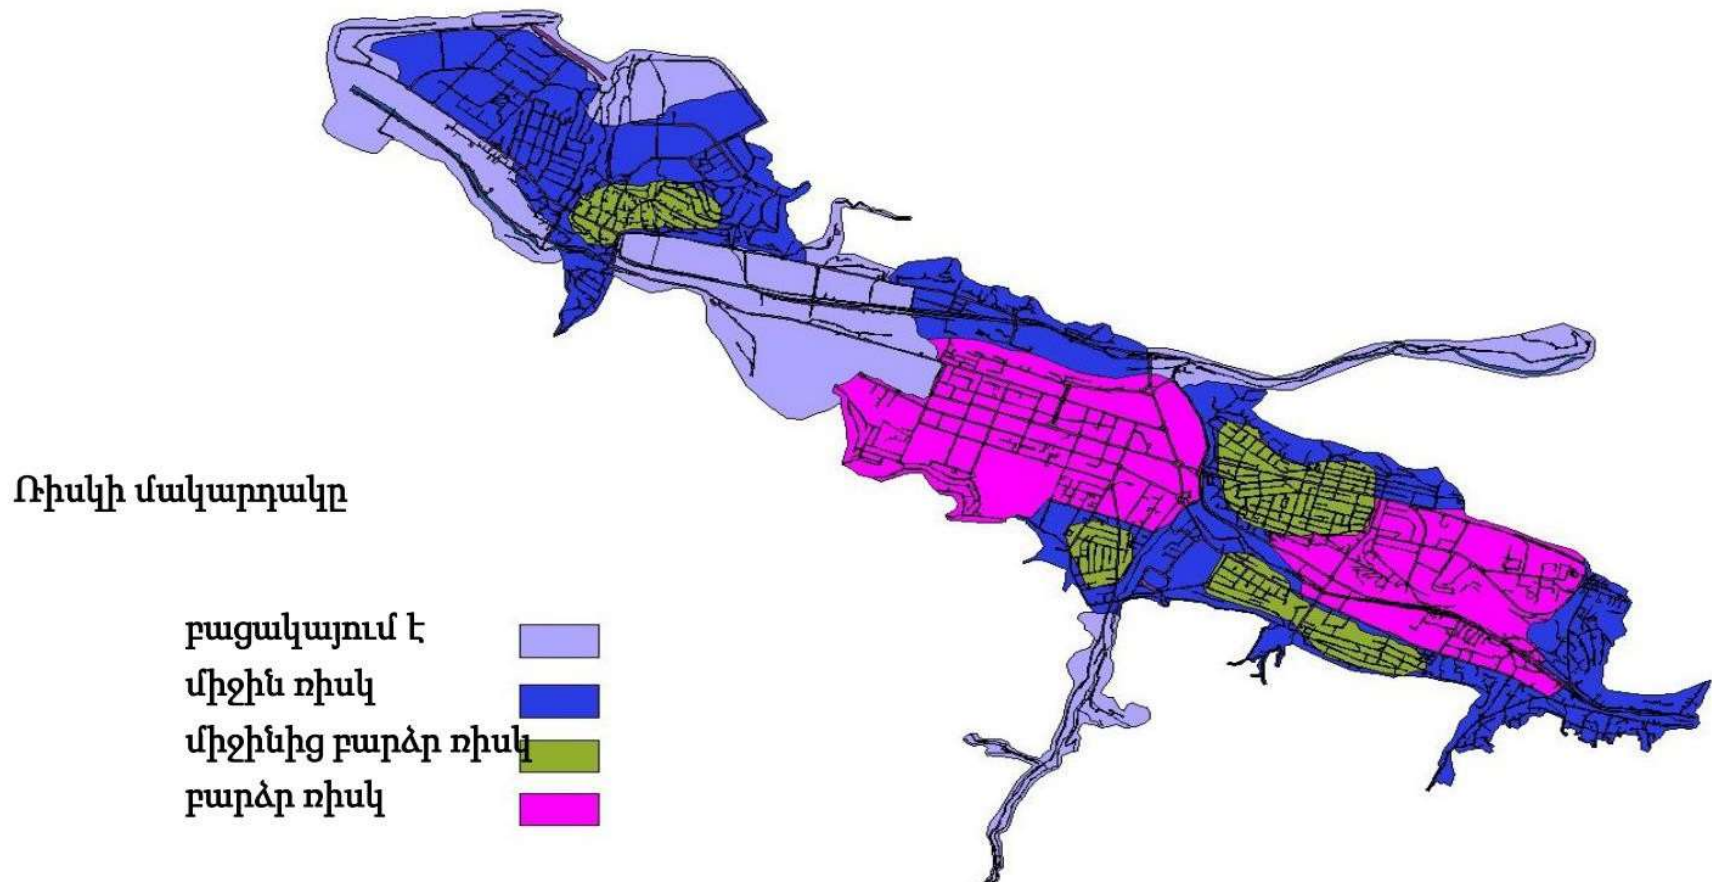 Ռիսկի մակարդակը
բացակայում է
միջին ռիսկ
միջինից բարձր ռիսկ
բարձր ռիսկ